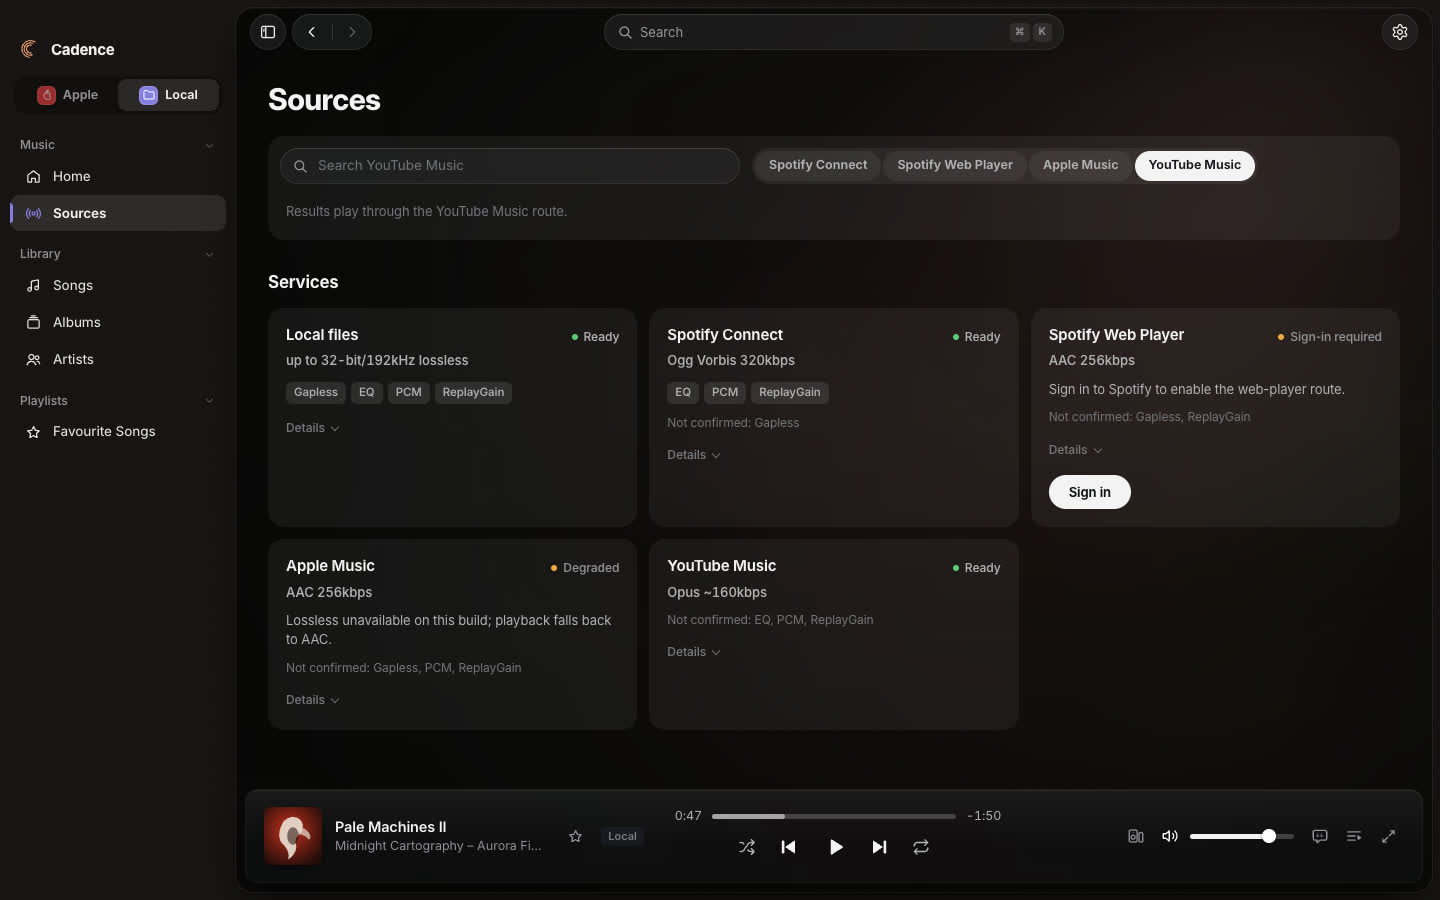 Cadence
Apple
Local
Music
Home
Sources
Library
Songs
Albums
Artists
Playlists
Favourite Songs
Search
⌘ K
Sources
Search YouTube Music
Spotify Connect
Spotify Web Player
Apple Music
YouTube Music
Results play through the YouTube Music route.
Services
Local files
Ready
up to 32-bit/192kHz lossless
Gapless EQ PCM ReplayGain
Details
Spotify Connect
Ready
Ogg Vorbis 320kbps
EQ PCM ReplayGain
Not confirmed: Gapless
Details
Spotify Web Player
Sign-in required
AAC 256kbps
Sign in to Spotify to enable the web-player route.
Not confirmed: Gapless, ReplayGain
Details
Sign in
Apple Music
Degraded
AAC 256kbps
Lossless unavailable on this build; playback falls back
to AAC.
Not confirmed: Gapless, PCM, ReplayGain
Details
YouTube Music
Ready
Opus ~160kbps
Not confirmed: EQ, PCM, ReplayGain
Details
Pale Machines II
Midnight Cartography – Aurora Fi...
Local
0:47
-1:50